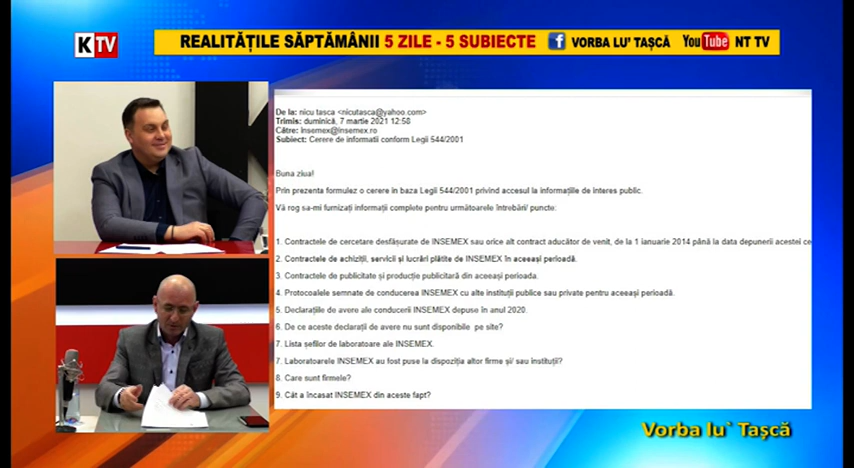 KTV
REALITĂȚILE SĂPTĂMÂNII 5 ZILE - 5 SUBIECTE f VORBA LU' TAȘCĂ YouTube NT TV
De la: nicu tasca <nicutasca@yahoo.com>
Trimis: duminică, 7 martie 2021 12:58
Către: insemex@insemex.ro
Subiect: Cerere de informatii conform Legii 544/2001
Buna ziua!
Prin prezenta formulez o cerere in baza Legii 544/2001 privind accesul la informațiile de interes public.
Vă rog sa-mi furnizați informații complete pentru următoarele întrebări/ puncte:
1. Contractele de cercetare desfășurate de INSEMEX sau orice alt contract aducător de venit, de la 1 ianuarie 2014 până la data depunerii acestei ce
2. Contractele de achiziții, servicii și lucrări plătite de INSEMEX în aceeași perioadă.
3. Contractele de publicitate și producție publicitară din aceeași perioada.
4. Protocoalele semnate de conducerea INSEMEX cu alte instituții publice sau private pentru aceeași perioadă.
5. Declarațiile de avere ale conducerii INSEMEX depuse în anul 2020.
6. De ce aceste declarații de avere nu sunt disponibile pe site?
7. Lista șefilor de laboratoare ale INSEMEX.
7. Laboratoarele INSEMEX au fost puse la dispoziția altor firme și/ sau instituții?
8. Care sunt firmele?
9. Cât a încasat INSEMEX din aceste fapt?
Vorba lu` Tașcă